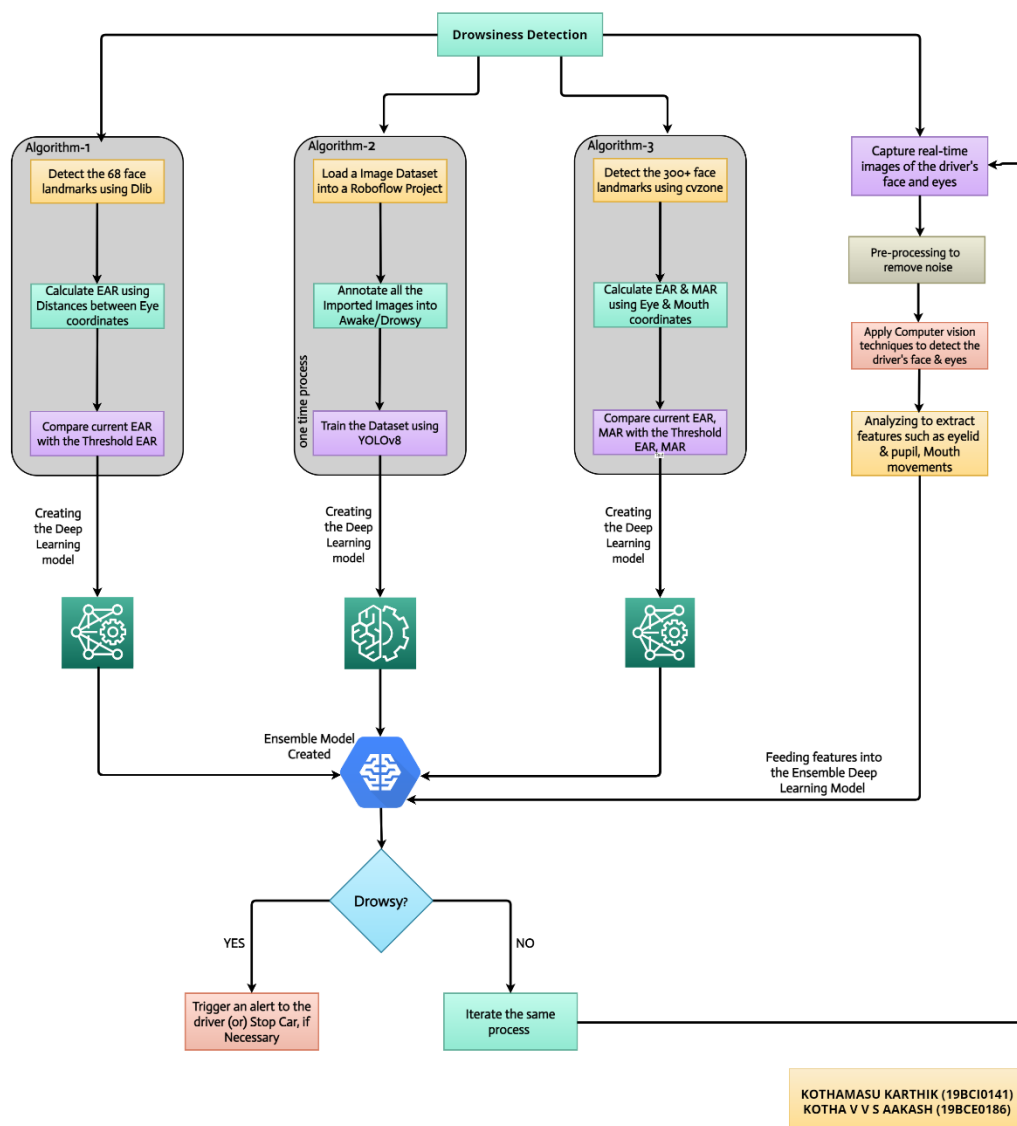 Drowsiness Detection
Algorithm-1
Detect the 68 face
landmarks using Dlib
Calculate EAR using
Distances between Eye
coordinates
Compare current EAR
with the Threshold EAR
Algorithm-2
Load a Image Dataset
into a Roboflow Project
Annotate all the
Imported Images into
Awake/Drowsy
one time process
Train the Dataset using
YOLOv8
Algorithm-3
Detect the 300+ face
landmarks using cvzone
Calculate EAR & MAR
using Eye & Mouth
coordinates
Compare current EAR,
MAR with the Threshold
EAR, MAR
Capture real-time
images of the driver's
face and eyes
Pre-processing to
remove noise
Apply Computer vision
techniques to detect the
driver's face & eyes
Analyzing to extract
features such as eyelid
& pupil, Mouth
movements
Creating
the Deep
Learning
model
Creating
the Deep
Learning
model
Creating
the Deep
Learning
model
Ensemble Model
Created
Feeding features into
the Ensemble Deep
Learning Model
Drowsy?
YES
NO
Trigger an alert to the
driver (or) Stop Car, if
Necessary
Iterate the same
process
KOTHAMASU KARTHIK (19BCI0141)
KOTHA V V S AAKASH (19BCE0186)